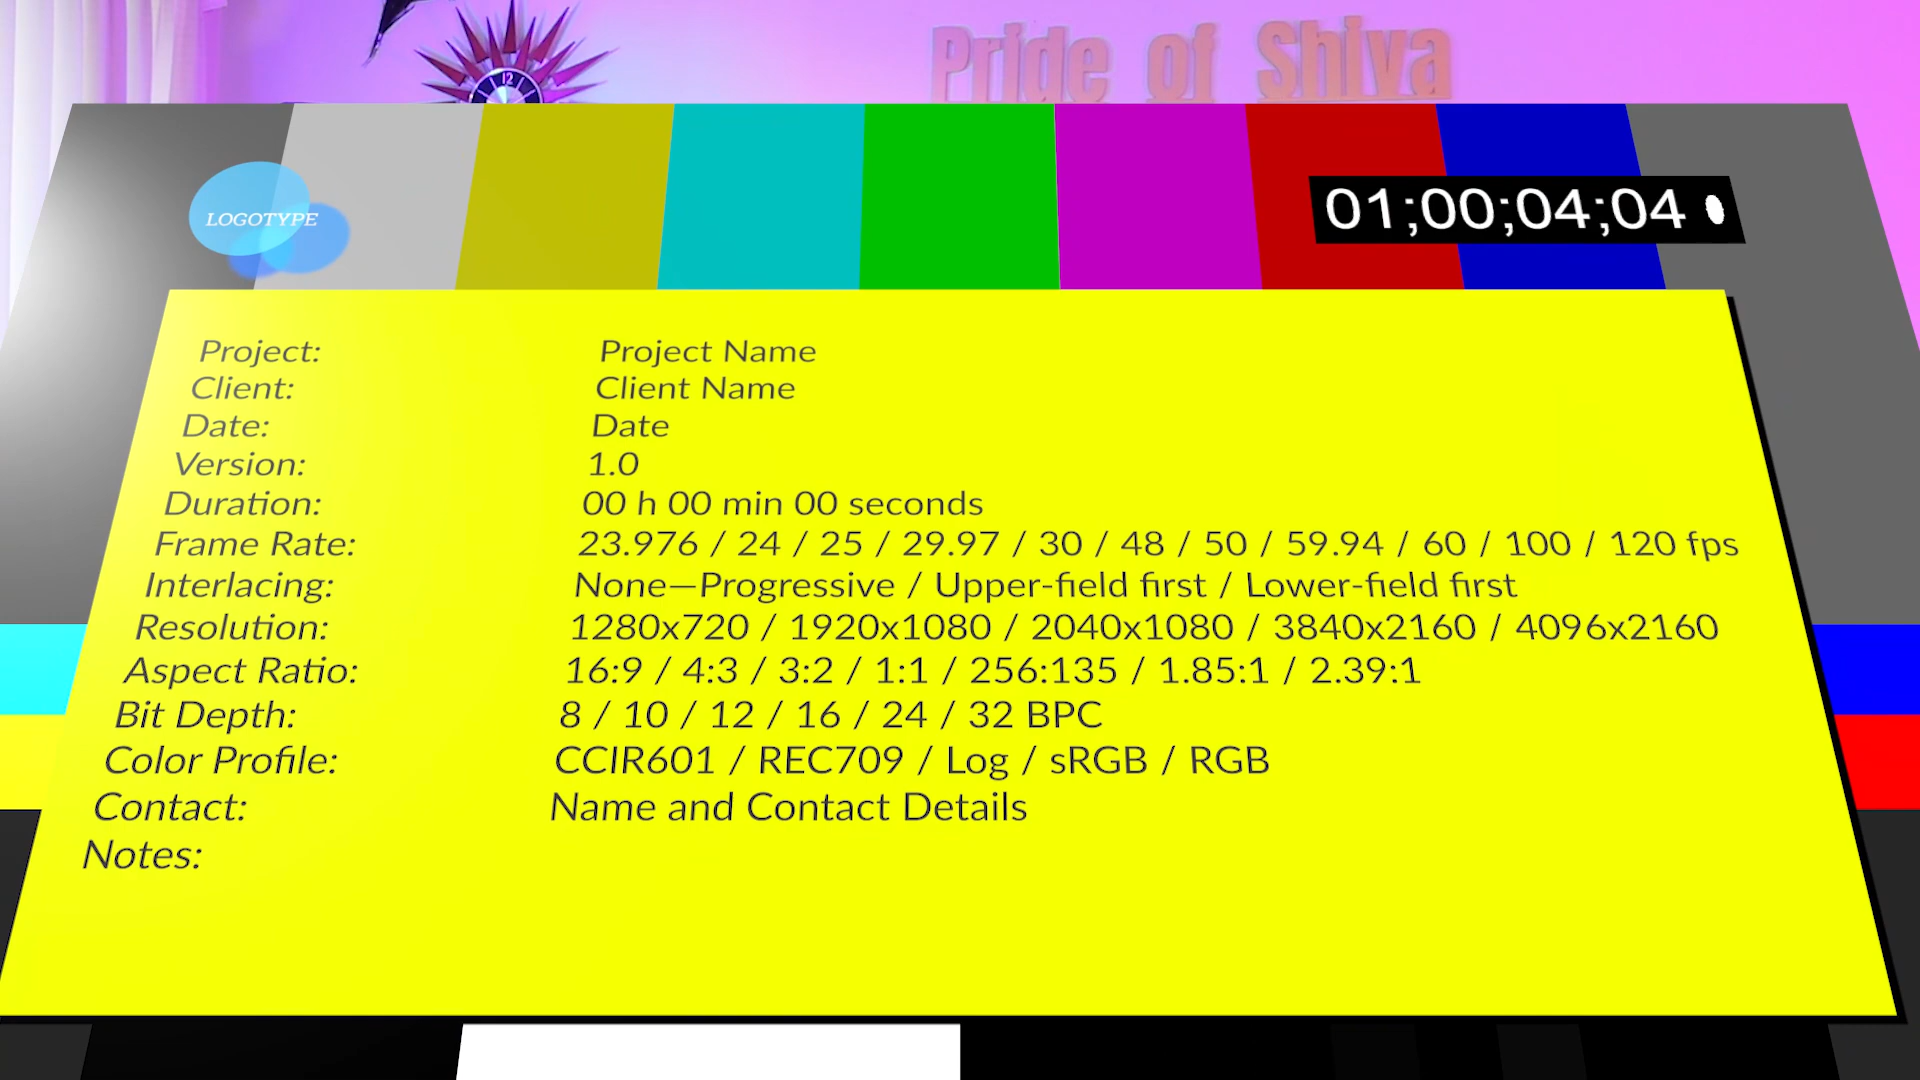 Pride of Shiva
12
LOGOTYPE
01;00;04;04
Project: Project Name
Client: Client Name
Date: Date
Version: 1.0
Duration: 00 h 00 min 00 seconds
Frame Rate: 23.976 / 24 / 25 / 29.97 / 30 / 48 / 50 / 59.94 / 60 / 100 / 120 fps
Interlacing: None—Progressive / Upper-field first / Lower-field first
Resolution: 1280x720 / 1920x1080 / 2040x1080 / 3840x2160 / 4096x2160
Aspect Ratio: 16:9 / 4:3 / 3:2 / 1:1 / 256:135 / 1.85:1 / 2.39:1
Bit Depth: 8 / 10 / 12 / 16 / 24 / 32 BPC
Color Profile: CCIR601 / REC709 / Log / sRGB / RGB
Contact: Name and Contact Details
Notes: